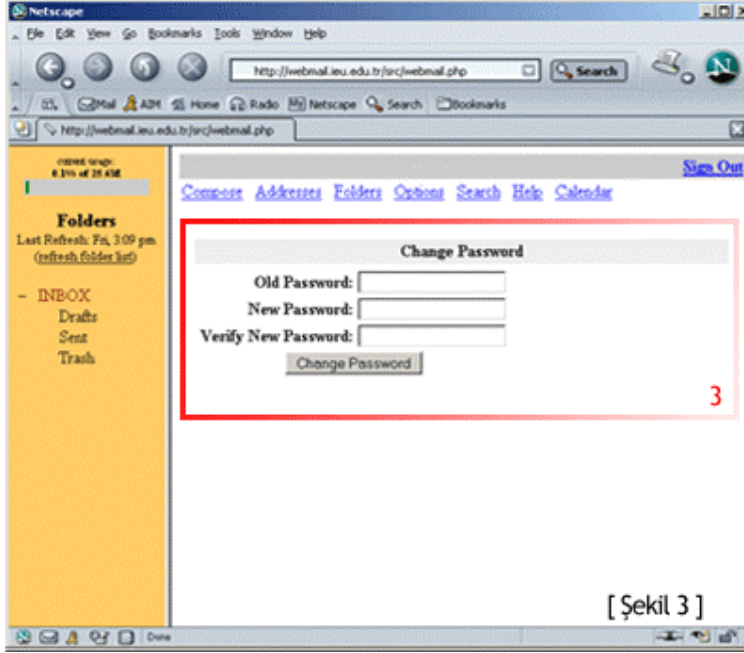 Netscape
File Edit View Go Bookmarks Tools Window Help
http://webmail.ieu.edu.tr/src/webmail.php Search
Mail AIM Home Radio Netscape Search Bookmarks
http://webmail.ieu.edu.tr/src/webmail.php
current usage:
Sign Out
Compose Addresses Folders Options Search Help Calendar
Folders
Last Refresh: Fri, 3:09 pm
(refresh folder list)
- INBOX
Drafts
Sent
Trash
Change Password
Old Password:
New Password:
Verify New Password:
Change Password
3
[ Şekil 3 ]
Done